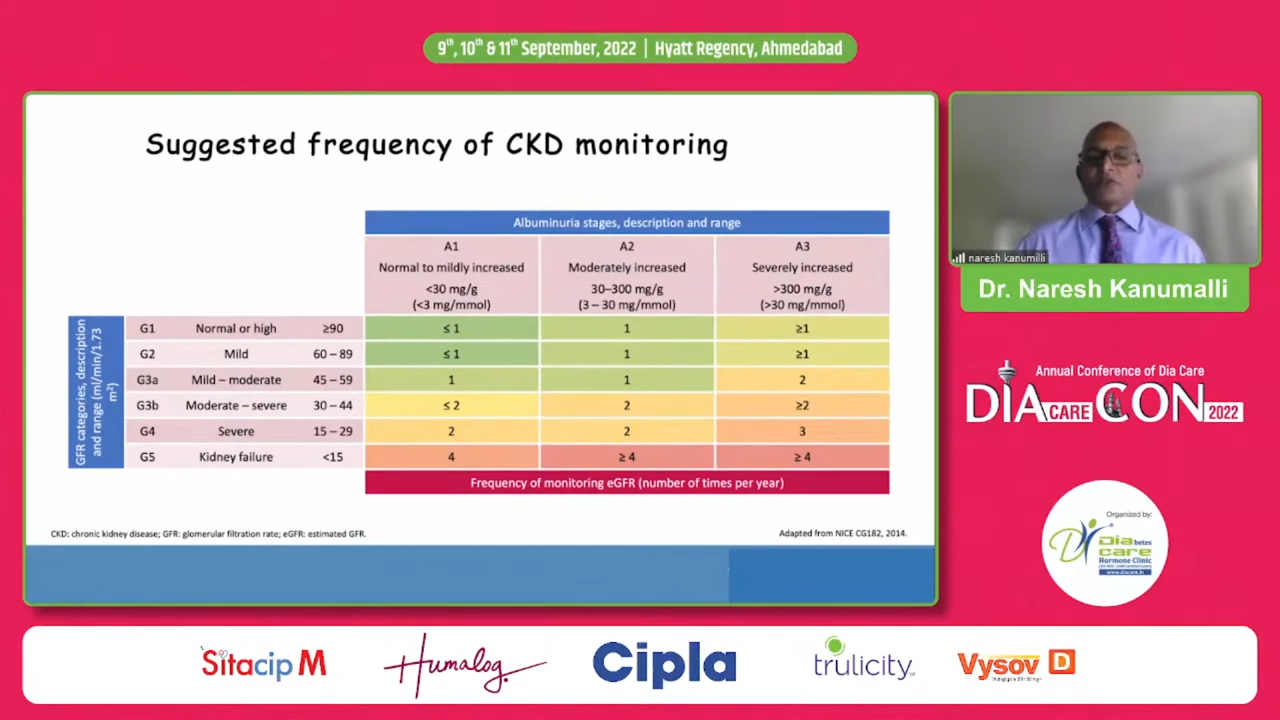 9th, 10th & 11th September, 2022 | Hyatt Regency, Ahmedabad
Suggested frequency of CKD monitoring
Albuminuria stages, description and range
A1 A2 A3
Normal to mildly increased Moderately increased Severely increased
<30 mg/g 30–300 mg/g >300 mg/g
(<3 mg/mmol) (3 – 30 mg/mmol) (>30 mg/mmol)
GFR categories, description
and range (ml/min/1.73
m²)
G1 Normal or high ≥90 ≤ 1 1 ≥1
G2 Mild 60 – 89 ≤ 1 1 ≥1
G3a Mild – moderate 45 – 59 1 1 2
G3b Moderate – severe 30 – 44 ≤ 2 2 ≥2
G4 Severe 15 – 29 2 2 3
G5 Kidney failure <15 4 ≥ 4 ≥ 4
Frequency of monitoring eGFR (number of times per year)
CKD: chronic kidney disease; GFR: glomerular filtration rate; eGFR: estimated GFR.
Adapted from NICE CG182, 2014.
naresh kanumilli
Dr. Naresh Kanumalli
Annual Conference of Dia Care
DIA CARE CON 2022
Organized by:
Diabetes
care
Hormone Clinic
www.diacare.in
Sitacip M
Humalog
Cipla
trulicity
Vysov D